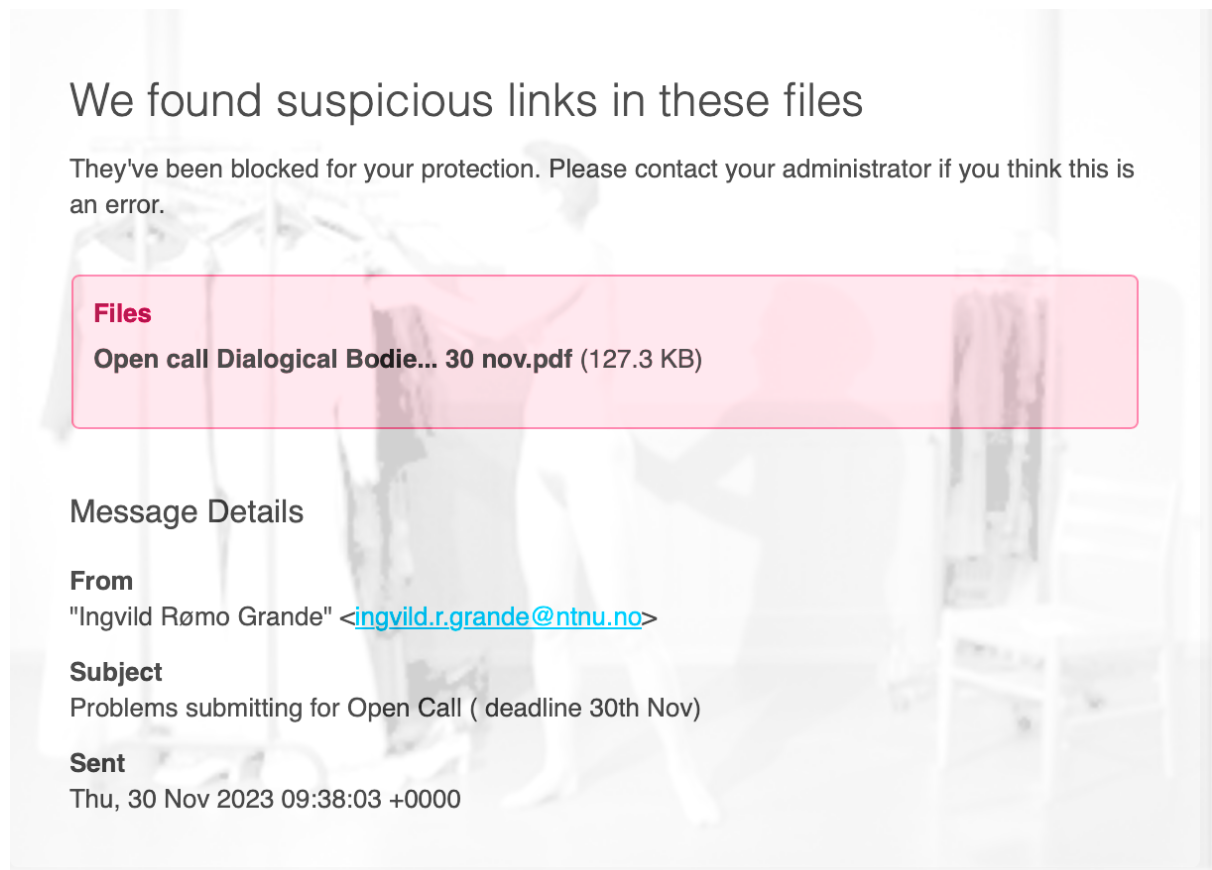 We found suspicious links in these files
They've been blocked for your protection. Please contact your administrator if you think this is
an error.
Files
Open call Dialogical Bodie... 30 nov.pdf (127.3 KB)
Message Details
From
"Ingvild Rømo Grande" <ingvild.r.grande@ntnu.no>
Subject
Problems submitting for Open Call ( deadline 30th Nov)
Sent
Thu, 30 Nov 2023 09:38:03 +0000